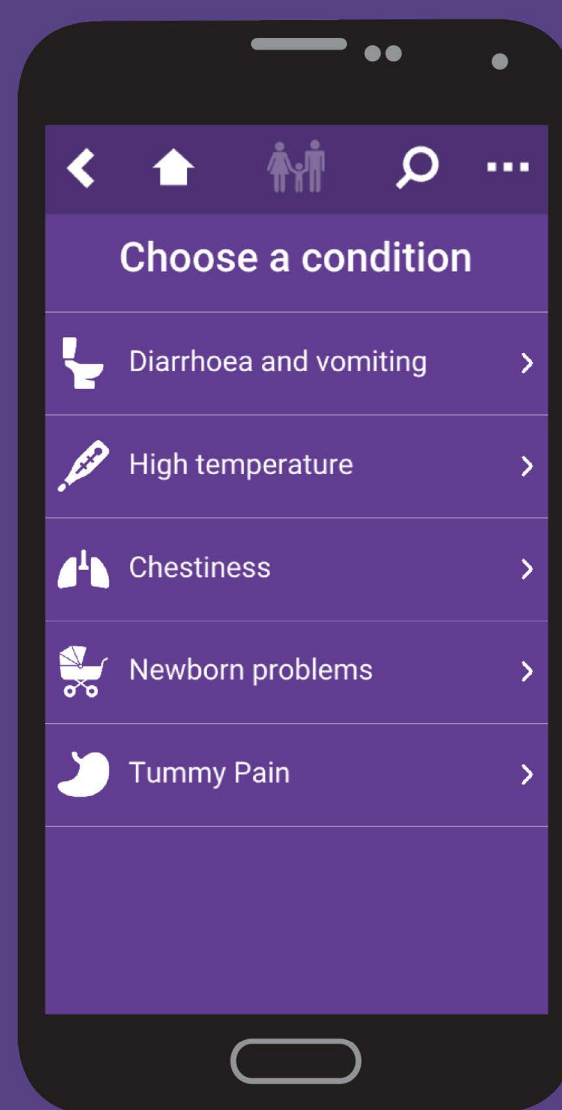 Choose a condition
Diarrhoea and vomiting
High temperature
Chestiness
Newborn problems
Tummy Pain